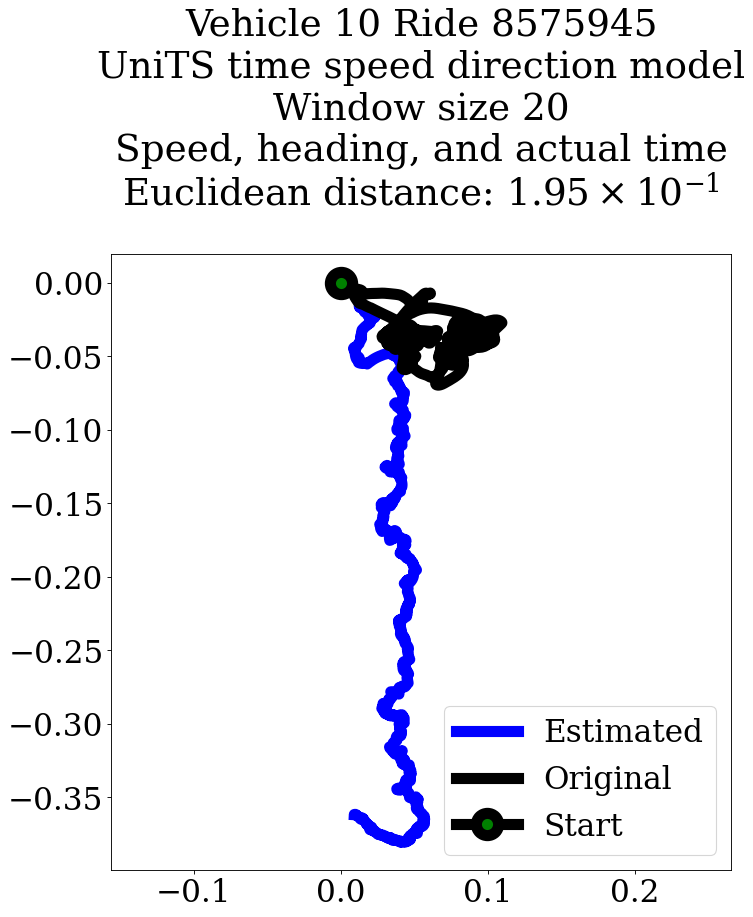 Vehicle 10 Ride 8575945
UniTS time speed direction model
Window size 20
Speed, heading, and actual time
Euclidean distance: 1.95 × 10⁻¹
0.00
−0.05
−0.10
−0.15
−0.20
−0.25
−0.30
−0.35
Estimated
Original
Start
−0.1
0.0
0.1
0.2